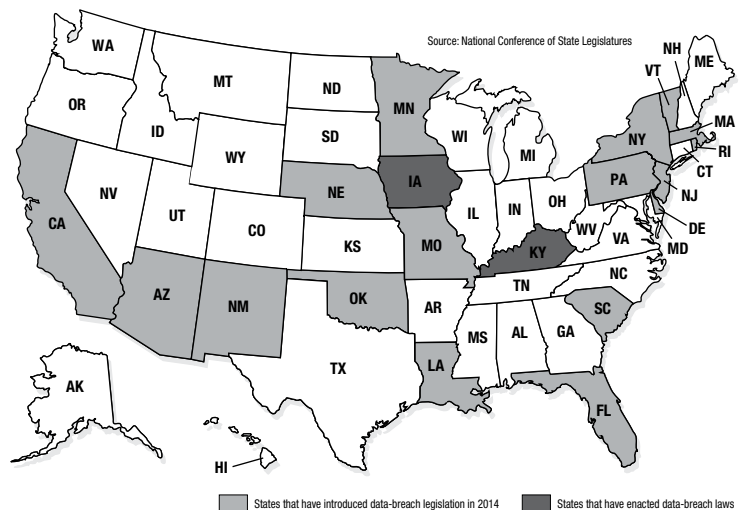 Source: National Conference of State Legislatures
WA
OR
CA
NV
ID
MT
WY
UT
AZ
CO
NM
ND
SD
NE
KS
OK
TX
MN
IA
MO
AR
LA
WI
IL
MI
IN
OH
KY
TN
MS
AL
GA
FL
SC
NC
VA
WV
PA
NY
VT
NH
ME
MA
RI
CT
NJ
DE
MD
AK
HI
States that have introduced data-breach legislation in 2014
States that have enacted data-breach laws